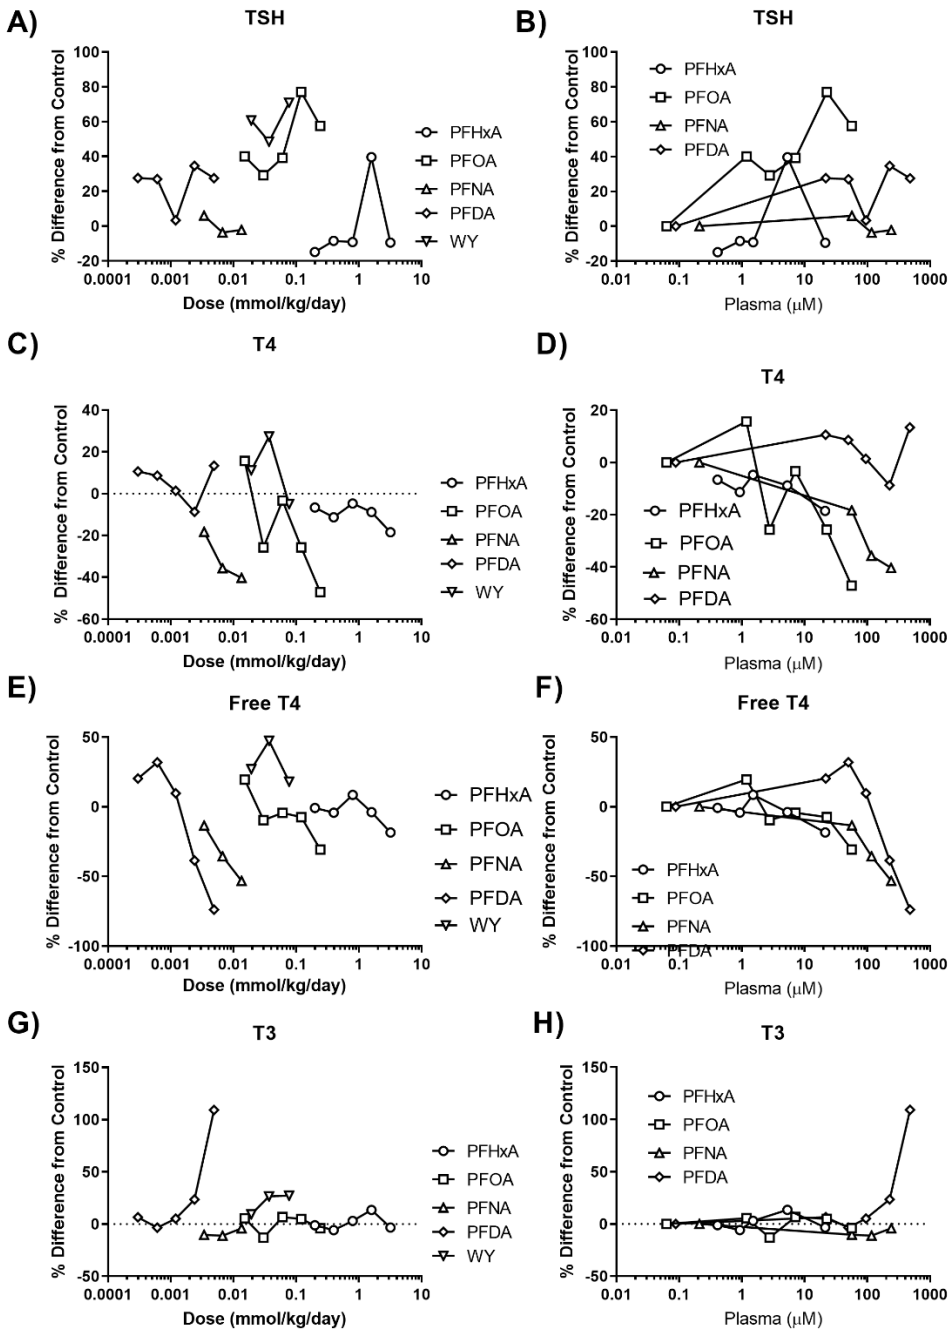 A)
TSH
% Difference from Control
100
80
60
40
20
0
-20
0.0001 0.001 0.01 0.1 1 10
Dose (mmol/kg/day)
PFHxA
PFOA
PFNA
PFDA
WY
B)
TSH
% Difference from Control
100
80
60
40
20
0
-20
0.01 0.1 1 10 100 1000
Plasma (μM)
PFHxA
PFOA
PFNA
PFDA
C)
T4
% Difference from Control
40
20
0
-20
-40
-60
0.0001 0.001 0.01 0.1 1 10
Dose (mmol/kg/day)
PFHxA
PFOA
PFNA
PFDA
WY
D)
T4
% Difference from Control
20
0
-20
-40
-60
0.01 0.1 1 10 100 1000
Plasma (μM)
PFHxA
PFOA
PFNA
PFDA
E)
Free T4
% Difference from Control
50
0
-50
-100
0.0001 0.001 0.01 0.1 1 10
Dose (mmol/kg/day)
PFHxA
PFOA
PFNA
PFDA
WY
F)
Free T4
% Difference from Control
50
0
-50
-100
0.01 0.1 1 10 100 1000
Plasma (μM)
PFHxA
PFOA
PFNA
PFDA
G)
T3
% Difference from Control
150
100
50
0
-50
0.0001 0.001 0.01 0.1 1 10
Dose (mmol/kg/day)
PFHxA
PFOA
PFNA
PFDA
WY
H)
T3
% Difference from Control
150
100
50
0
-50
0.01 0.1 1 10 100 1000
Plasma (μM)
PFHxA
PFOA
PFNA
PFDA